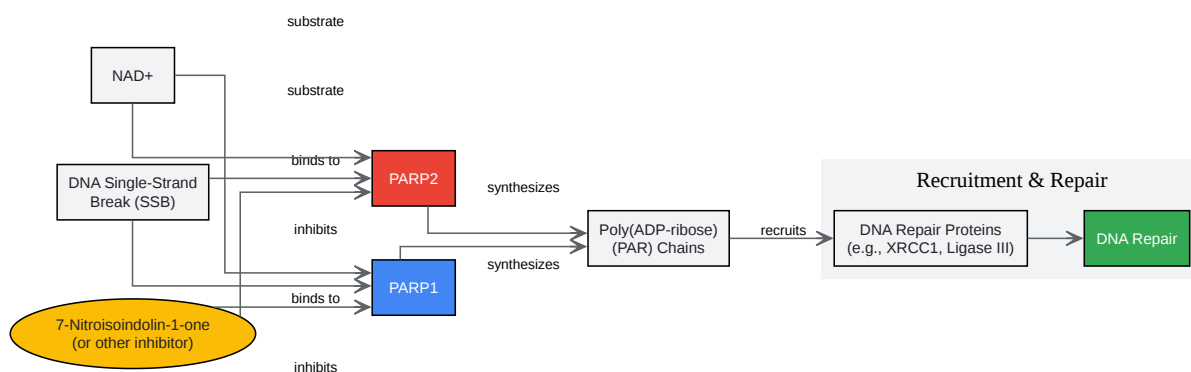 substrate
NAD+
substrate
binds to
DNA Single-Strand
Break (SSB)
PARP2
synthesizes
inhibits
Poly(ADP-ribose)
(PAR) Chains
recruits
Recruitment & Repair
DNA Repair Proteins
(e.g., XRCC1, Ligase III)
DNA Repair
synthesizes
PARP1
binds to
7-Nitroisoindolin-1-one
(or other inhibitor)
inhibits